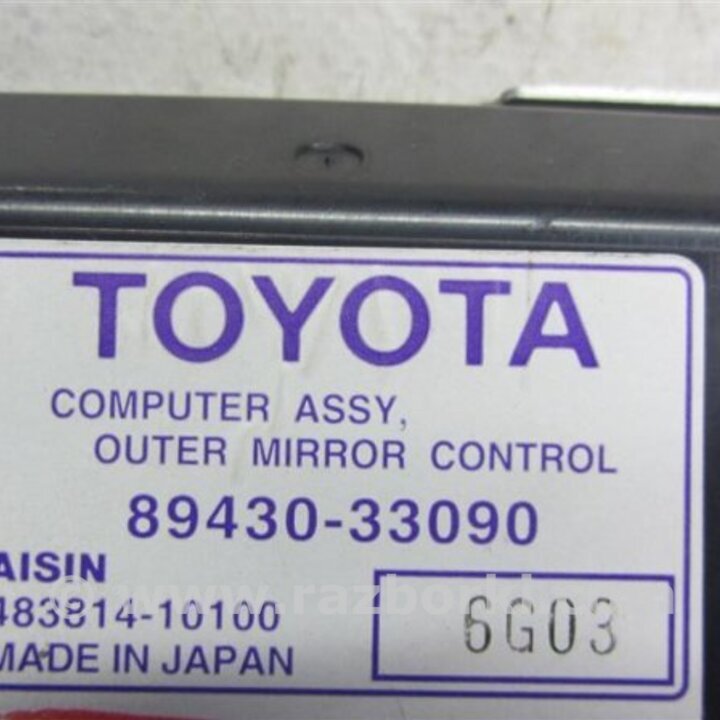 TOYOTA
COMPUTER ASSY,
OUTER MIRROR CONTROL
89430-33090
AISIN
483814-10100
6G03
MADE IN JAPAN